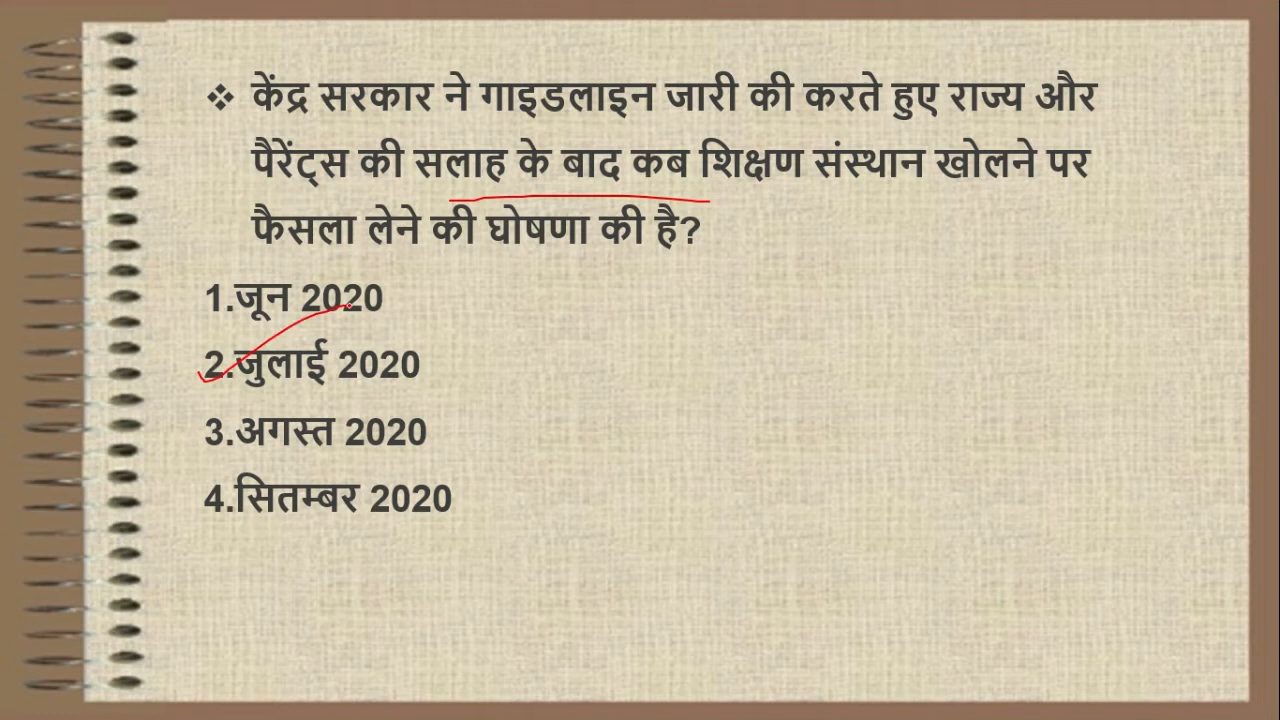 ❖ केंद्र सरकार ने गाइडलाइन जारी की करते हुए राज्य और
पैरेंट्स की सलाह के बाद कब शिक्षण संस्थान खोलने पर
फैसला लेने की घोषणा की है?
1.जून 2020
2.जुलाई 2020
3.अगस्त 2020
4.सितम्बर 2020